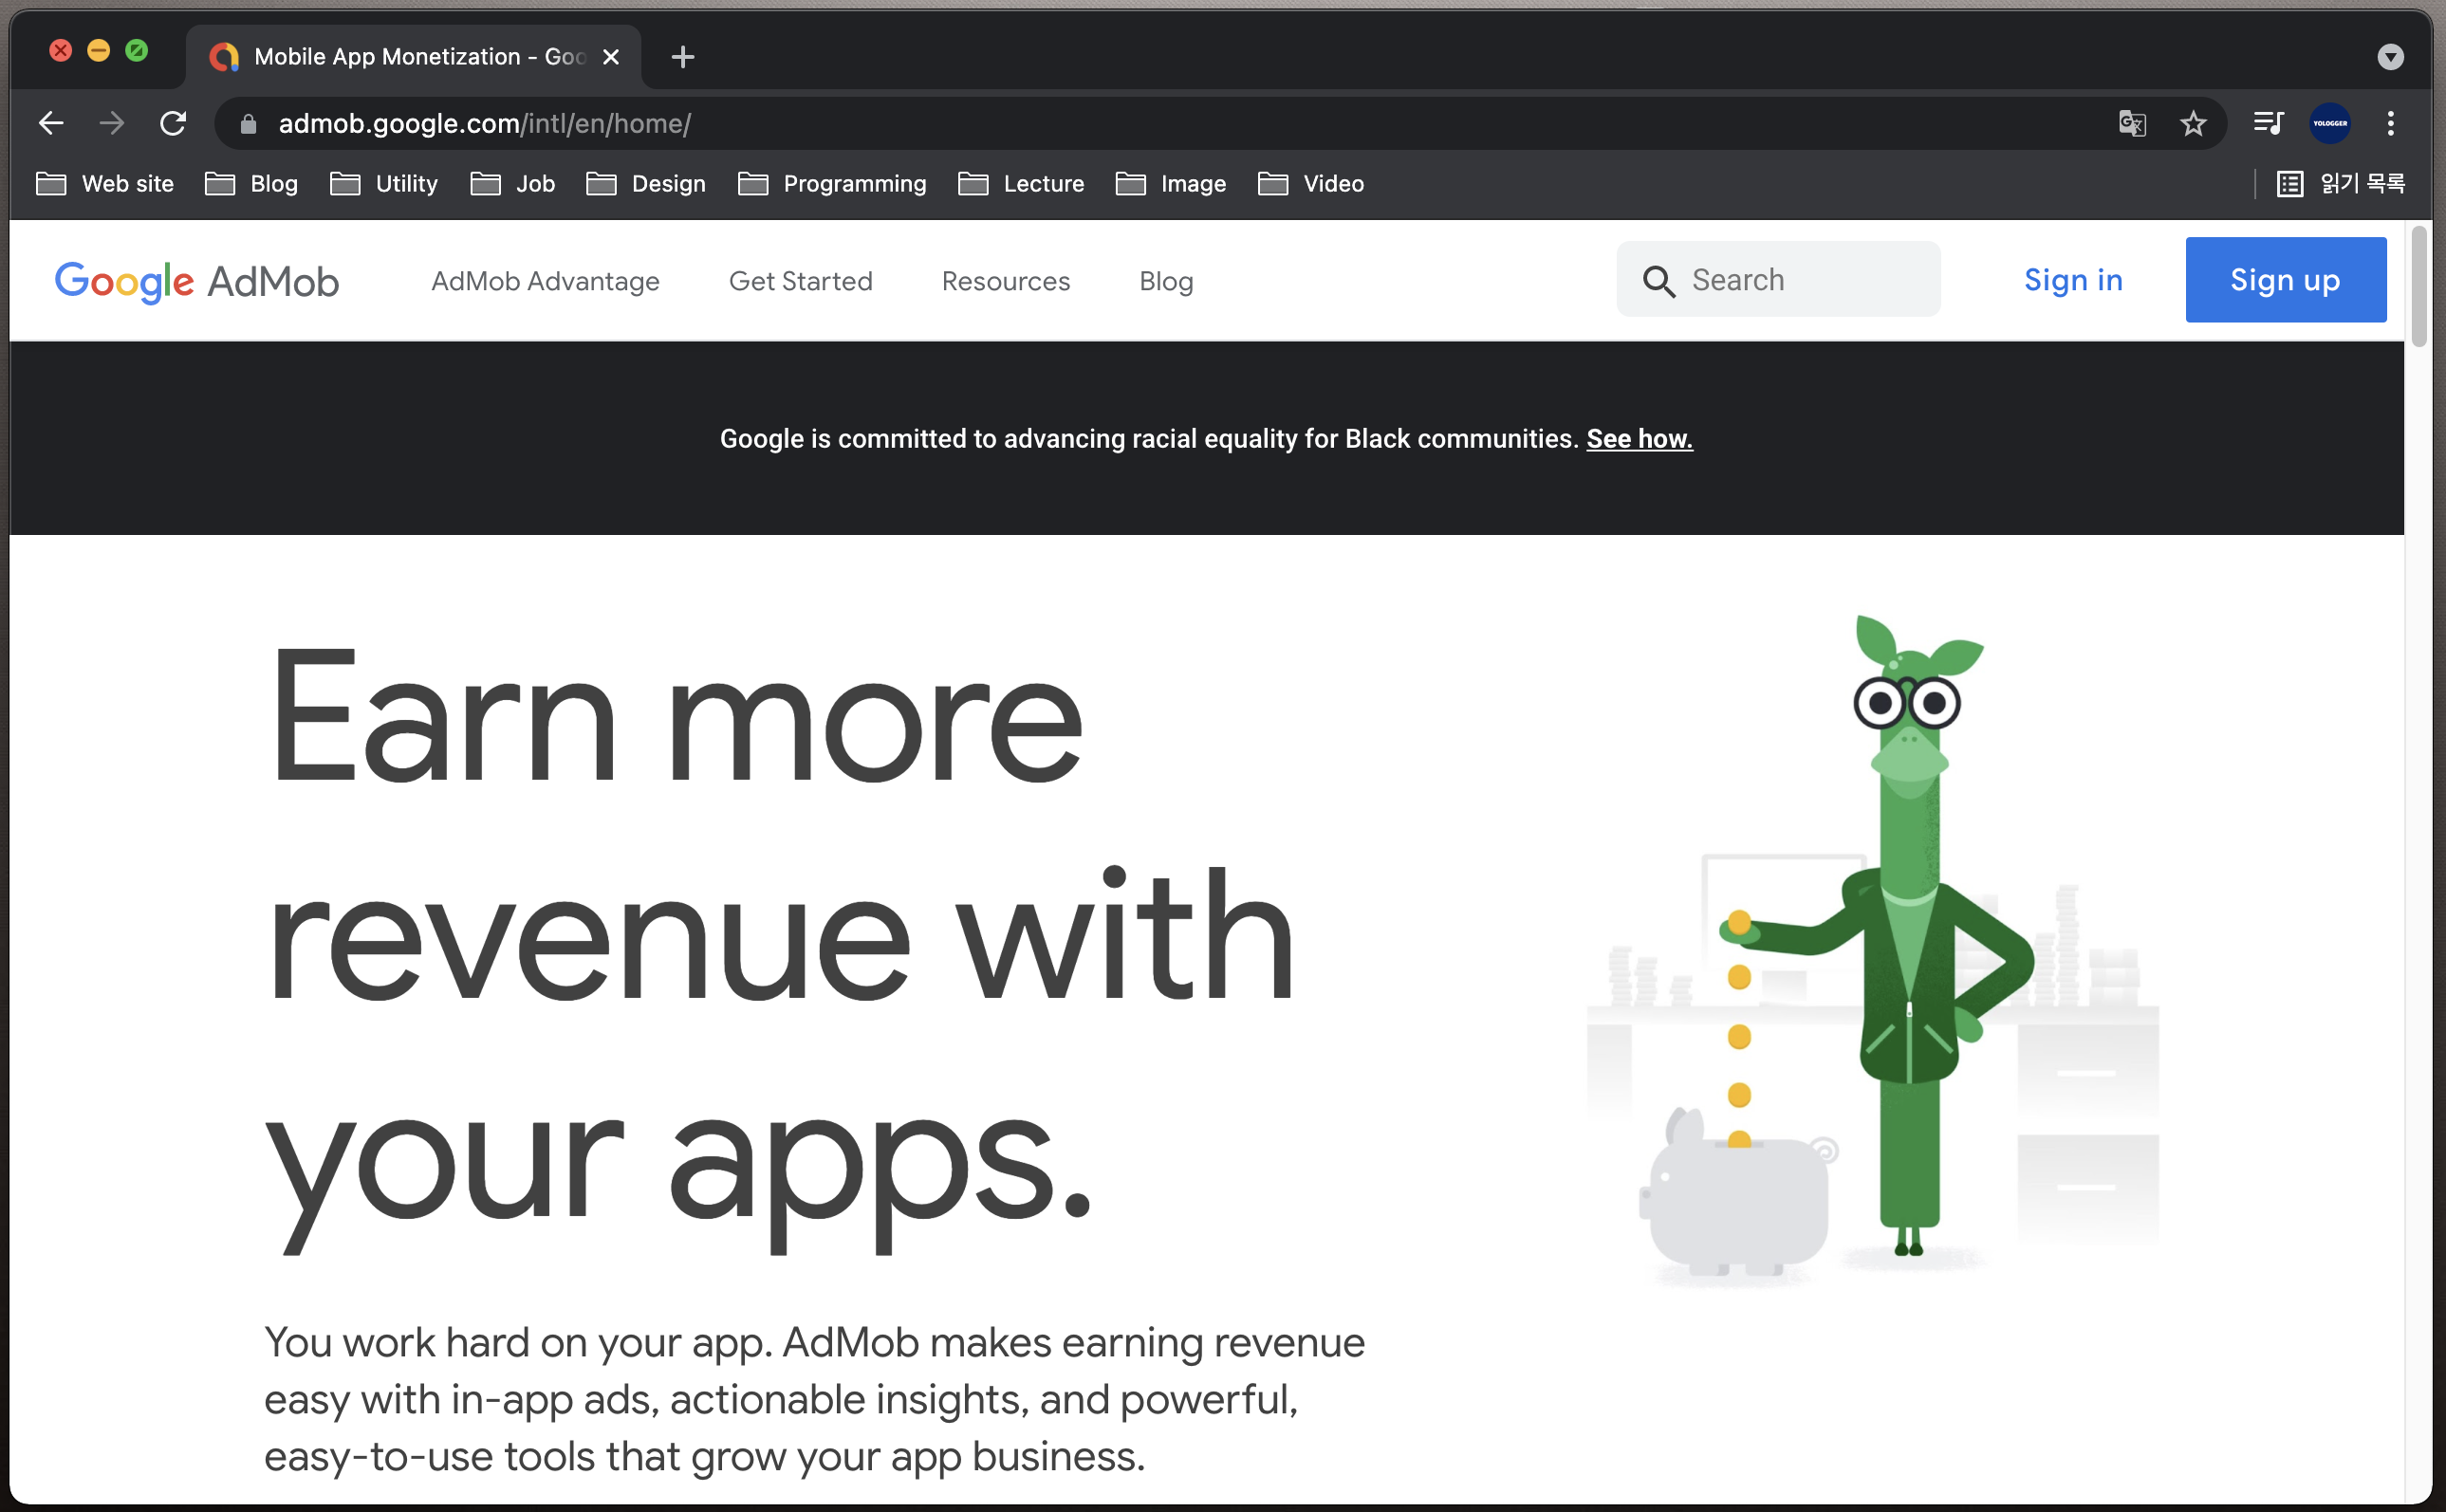 Mobile App Monetization - Goo
admob.google.com/intl/en/home/
YOLOGGER
Web site Blog Utility Job Design Programming Lecture Image Video 읽기 목록
Google AdMob AdMob Advantage Get Started Resources Blog Search Sign in Sign up
Google is committed to advancing racial equality for Black communities. See how.
Earn more
revenue with
your apps.
You work hard on your app. AdMob makes earning revenue
easy with in-app ads, actionable insights, and powerful,
easy-to-use tools that grow your app business.